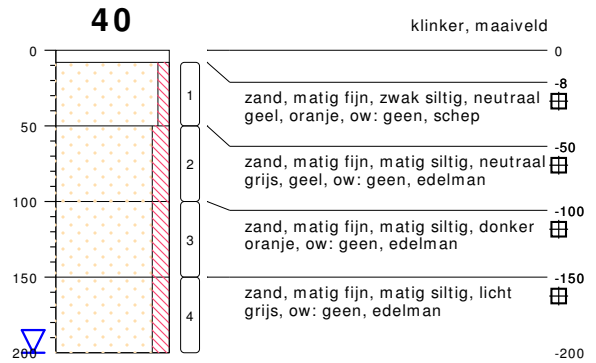 40
klinker, maaiveld
0
0
-8
1
zand, matig fijn, zwak siltig, neutraal
geel, oranje, ow: geen, schep
50
-50
2
zand, matig fijn, matig siltig, neutraal
grijs, geel, ow: geen, edelman
100
-100
3
zand, matig fijn, matig siltig, donker
oranje, ow: geen, edelman
150
-150
4
zand, matig fijn, matig siltig, licht
grijs, ow: geen, edelman
200
-200